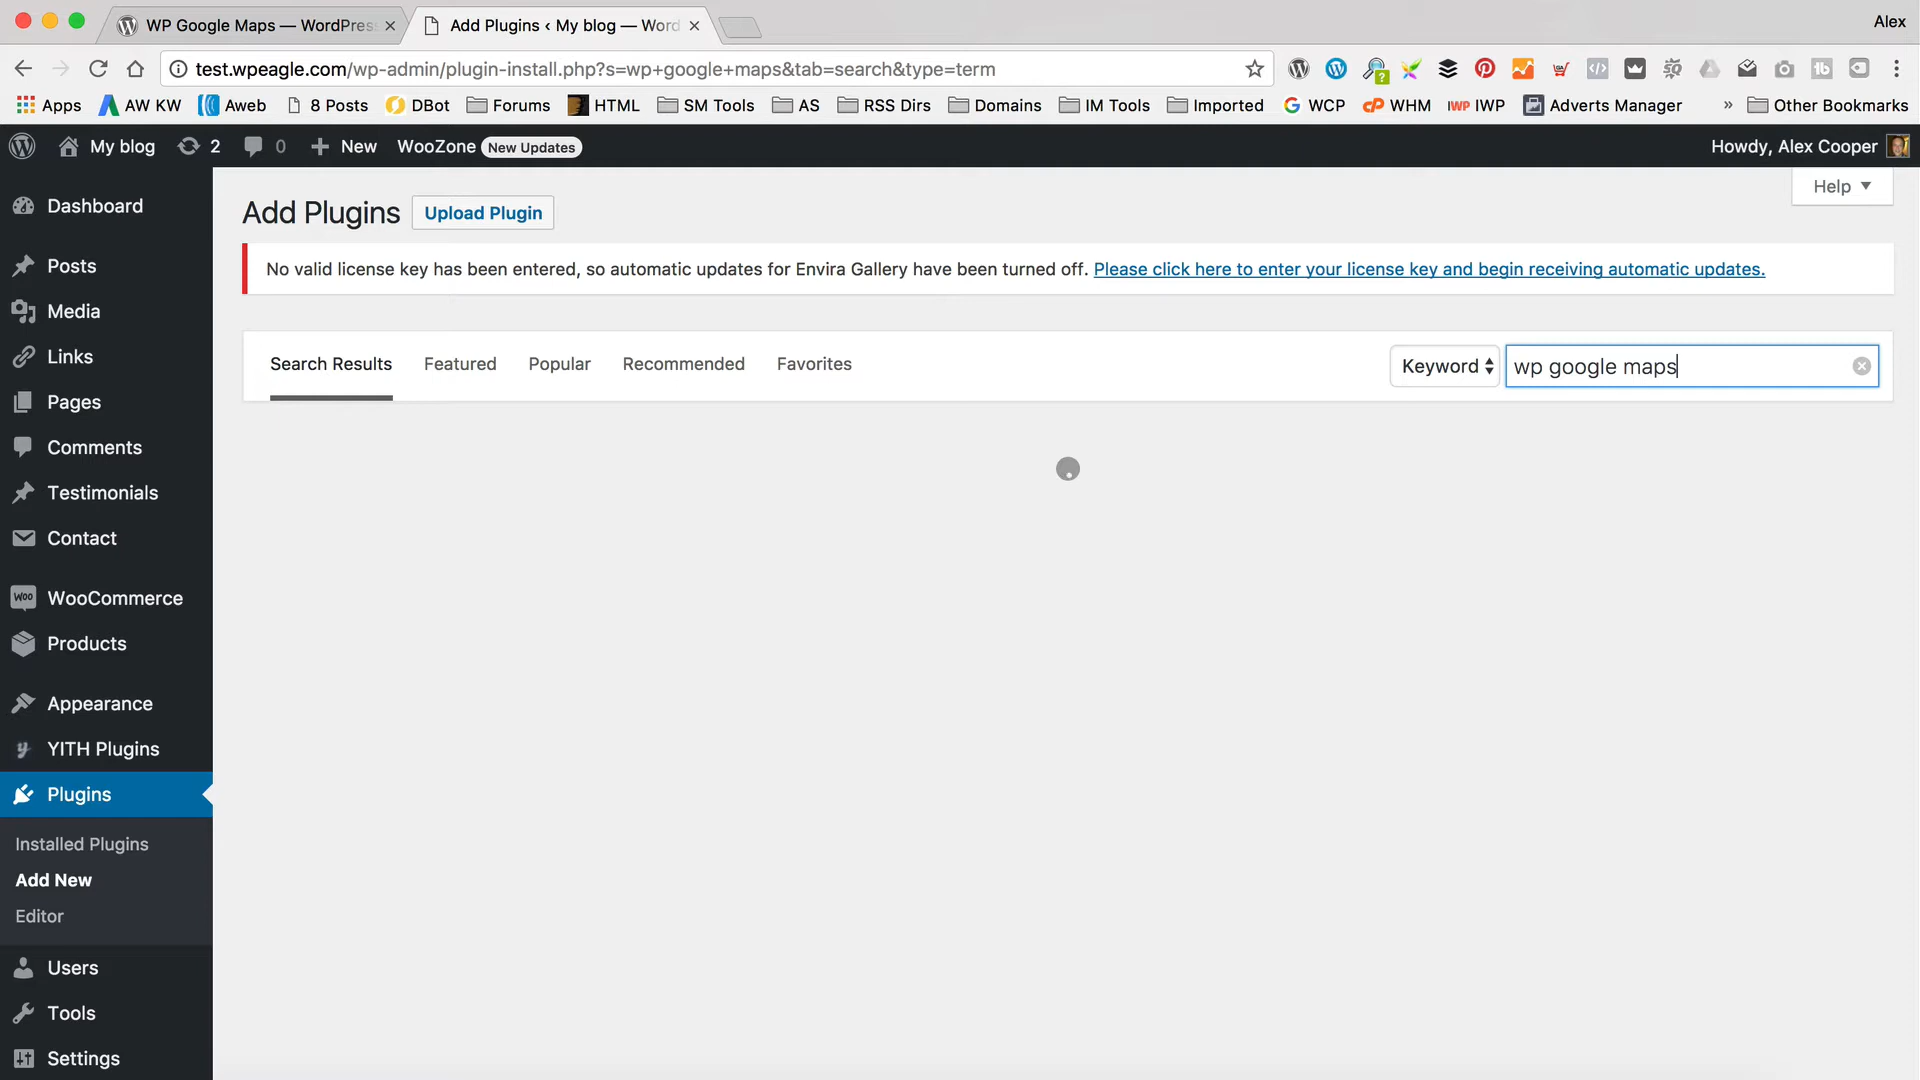 WP Google Maps — WordPres
Add Plugins ‹ My blog — Word
Alex
test.wpeagle.com/wp-admin/plugin-install.php?s=wp+google+maps&tab=search&type=term
Apps
AW KW
Aweb
8 Posts
DBot
Forums
HTML
SM Tools
AS
RSS Dirs
Domains
IM Tools
Imported
WCP
WHM
IWP
Adverts Manager
»
Other Bookmarks
My blog
2
0
New
WooZone
New Updates
Howdy, Alex Cooper
Help
Add Plugins
Upload Plugin
No valid license key has been entered, so automatic updates for Envira Gallery have been turned off. Please click here to enter your license key and begin receiving automatic updates.
Search Results
Featured
Popular
Recommended
Favorites
Keyword
wp google maps
Dashboard
Posts
Media
Links
Pages
Comments
Testimonials
Contact
WooCommerce
Products
Appearance
YITH Plugins
Plugins
Installed Plugins
Add New
Editor
Users
Tools
Settings